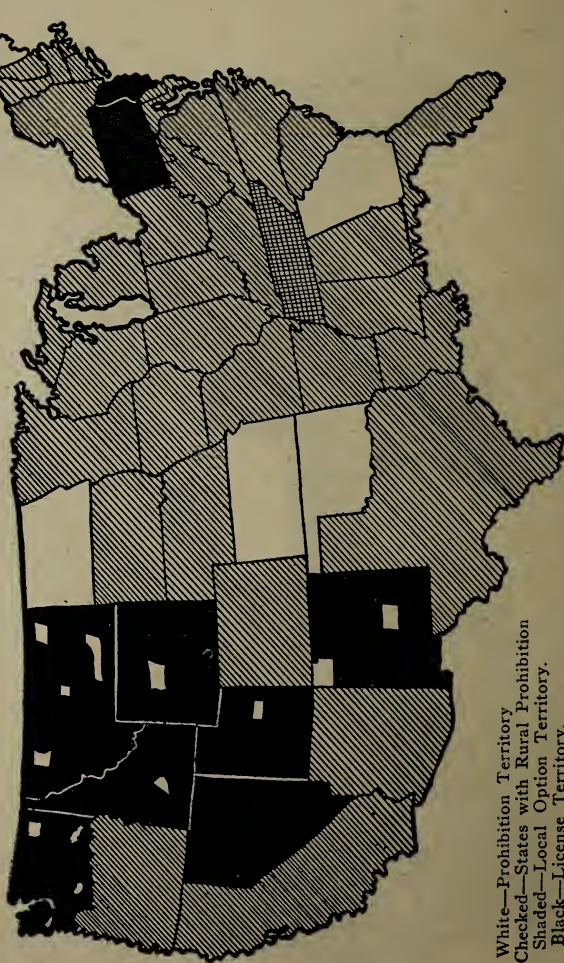 White—Prohibition Territory
Checked—States with Rural Prohibition
Shaded—Local Option Territory.
Black—License Territory.